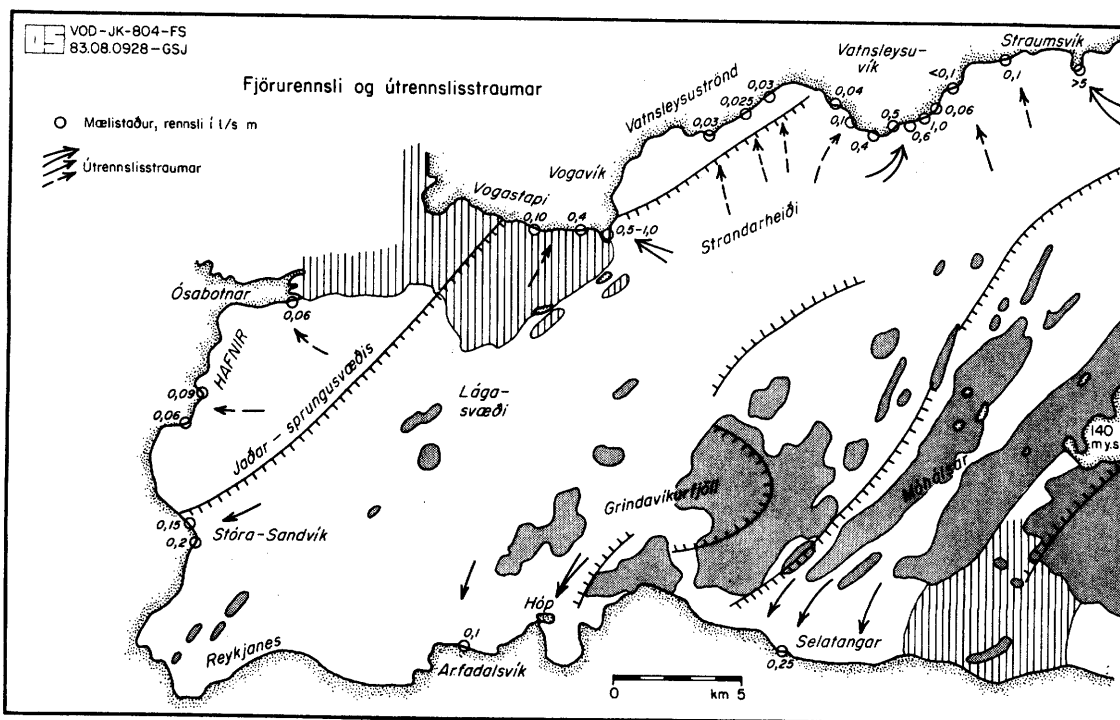 OS
VOD-JK-804-FS
83.08.0928-GSJ
Fjörurennsli og útrennslisstraumar
Mælistaður, rennsli í l/s m
Útrennslisstraumar
Straumsvík
Vatnsleysu-
vík
>5
0,1
<0,1
0,06
1,0
0,6
0,5
0,4
0,1
0,04
Vatnsleysuströnd
0,03
0,025
0,03
Vogavík
Vogastapi
0,10
0,4
0,5-1,0
Strandarheiði
Ósabotnar
0,06
HAFNIR
0,09
0,06
Jaðar - sprungusvæðis
Lága-
svæði
140
m y.s
Móhálsar
Grindavíkurfjöll
0,15
0,2
Stóra-Sandvík
Hóp
Reykjanes
0,1
Arfadalsvík
Selatangar
0,25
0
km
5